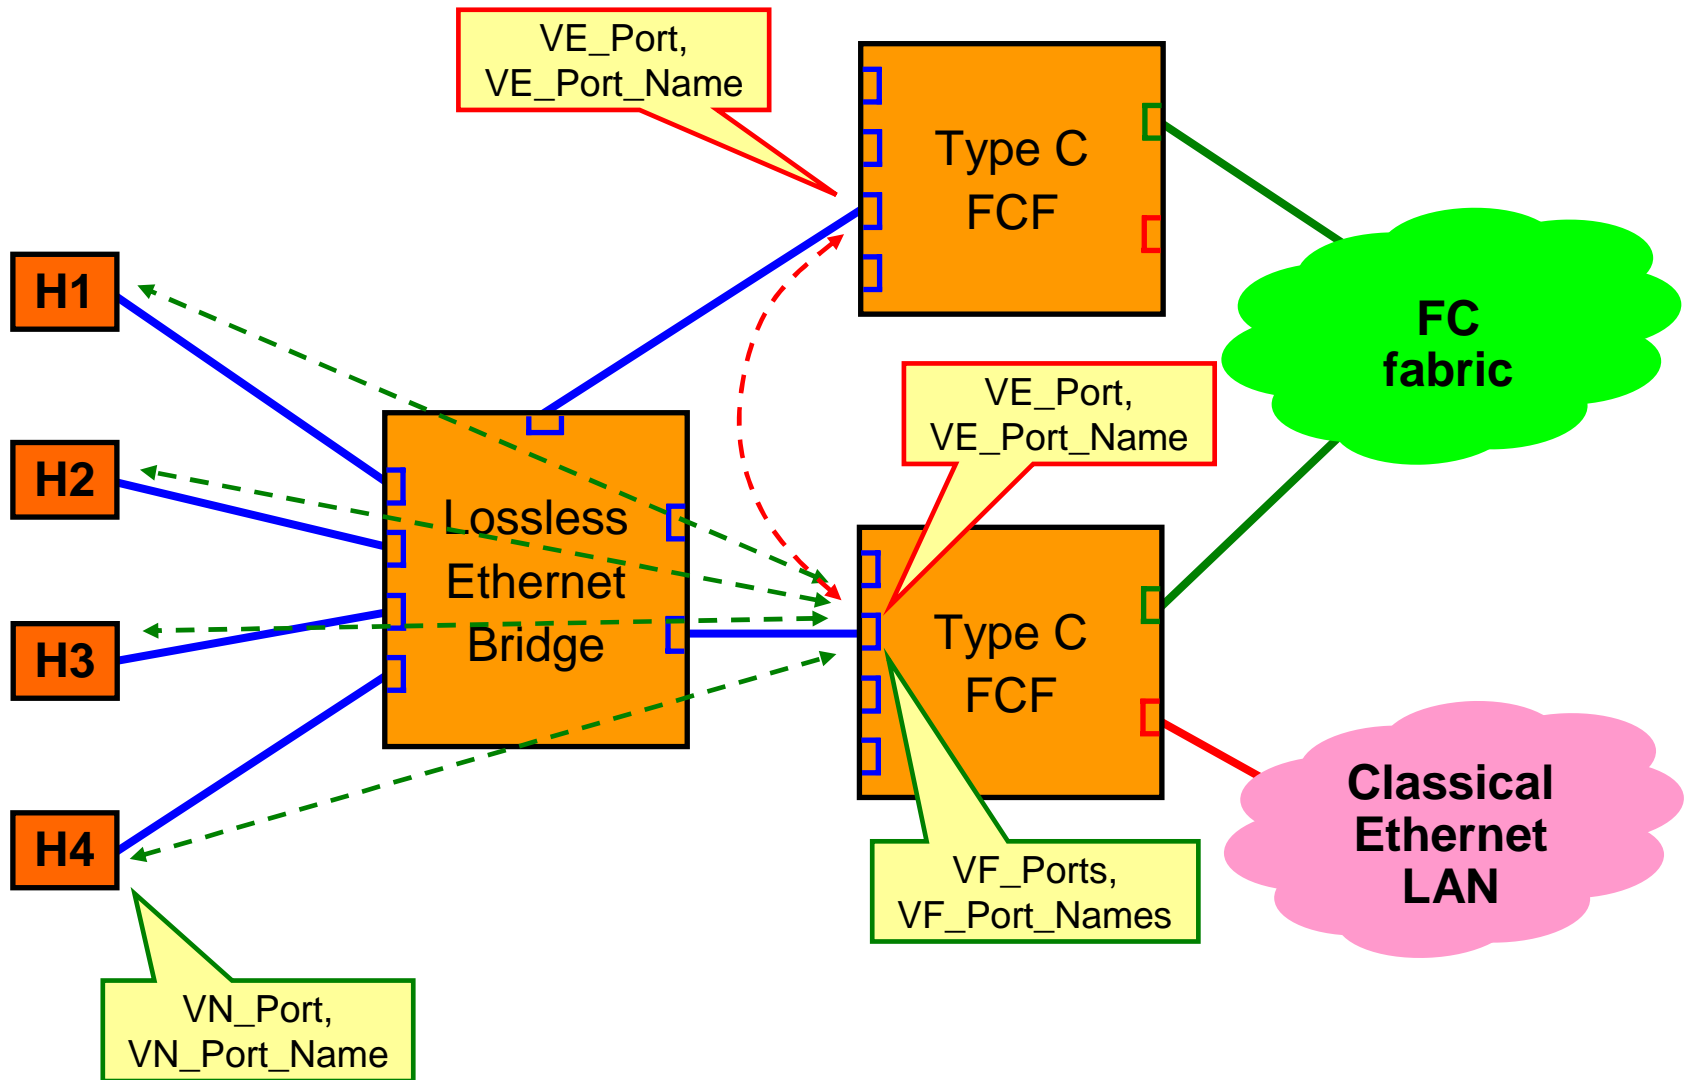 VE_Port,
VE_Port_Name
Type C
FCF
H1
FC
fabric
VE_Port,
VE_Port_Name
H2
Lossless
Ethernet
Bridge
H3
Type C
FCF
Classical
Ethernet
LAN
H4
VF_Ports,
VF_Port_Names
VN_Port,
VN_Port_Name